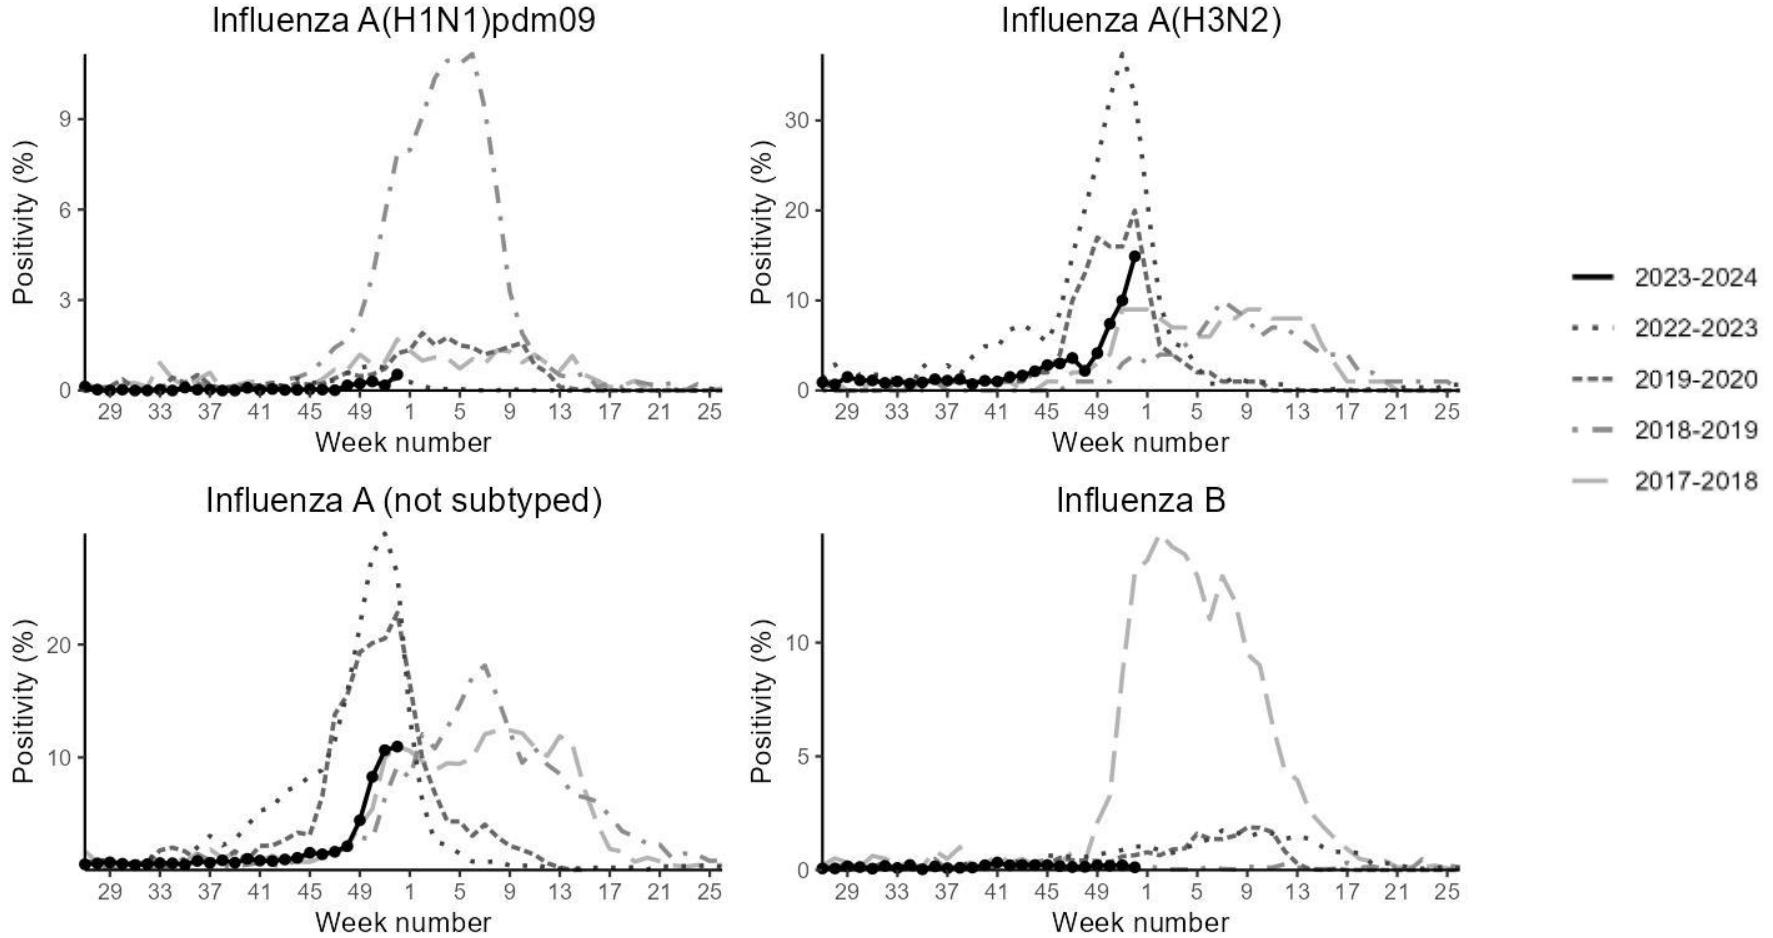 Influenza A(H1N1)pdm09
Positivity (%)
9
6
3
0
29 33 37 41 45 49 1 5 9 13 17 21 25
Week number
Influenza A(H3N2)
Positivity (%)
30
20
10
0
29 33 37 41 45 49 1 5 9 13 17 21 25
Week number
2023-2024
2022-2023
2019-2020
2018-2019
2017-2018
Influenza A (not subtyped)
Positivity (%)
20
10
29 33 37 41 45 49 1 5 9 13 17 21 25
Week number
Influenza B
Positivity (%)
10
5
0
29 33 37 41 45 49 1 5 9 13 17 21 25
Week number